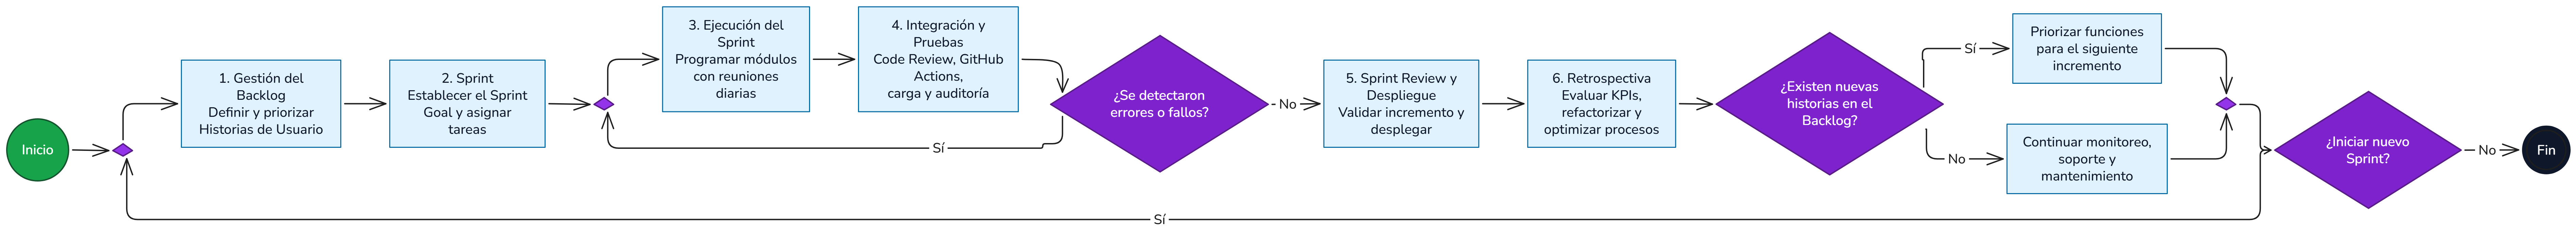 Inicio
1. Gestión del
Backlog
Definir y priorizar
Historias de Usuario
2. Sprint
Establecer el Sprint
Goal y asignar
tareas
3. Ejecución del
Sprint
Programar módulos
con reuniones
diarias
4. Integración y
Pruebas
Code Review, GitHub
Actions,
carga y auditoría
¿Se detectaron
errores o fallos?
Sí
No
5. Sprint Review y
Despliegue
Validar incremento y
desplegar
6. Retrospectiva
Evaluar KPIs,
refactorizar y
optimizar procesos
¿Existen nuevas
historias en el
Backlog?
Sí
Priorizar funciones
para el siguiente
incremento
No
Continuar monitoreo,
soporte y
mantenimiento
¿Iniciar nuevo
Sprint?
No
Fin
Sí